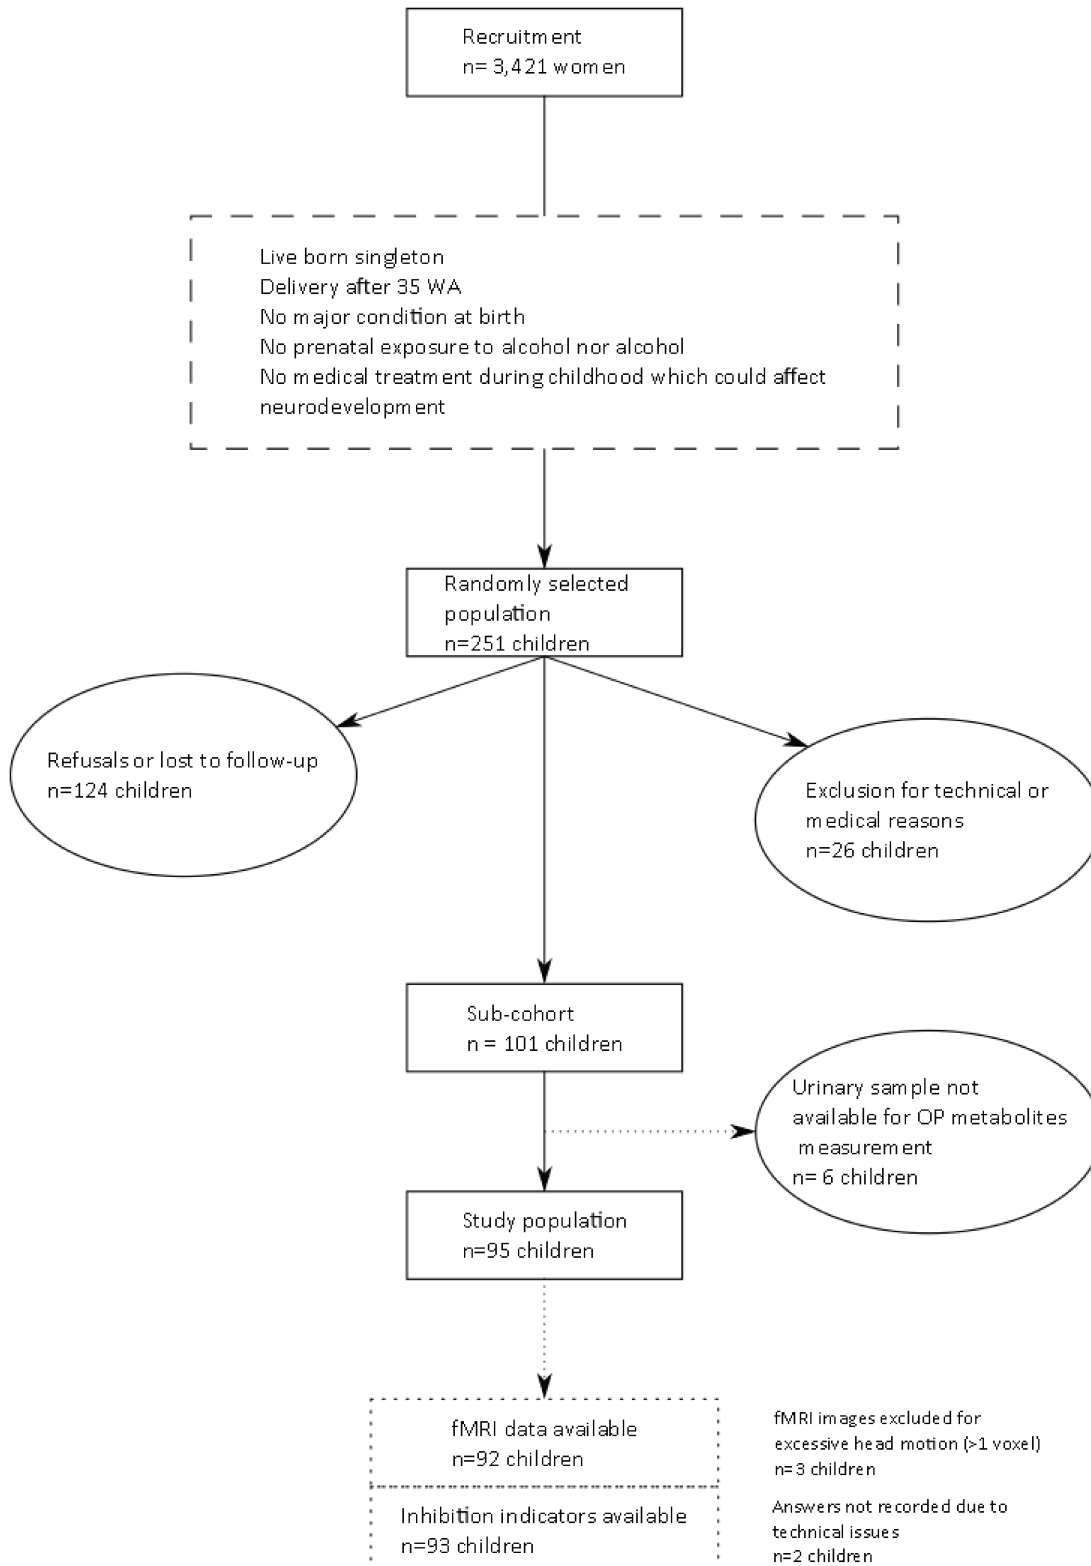 Recruitment
n= 3,421 women
Live born singleton
Delivery after 35 WA
No major condition at birth
No prenatal exposure to alcohol nor alcohol
No medical treatment during childhood which could affect
neurodevelopment
Randomly selected
population
n=251 children
Refusals or lost to follow-up
n=124 children
Exclusion for technical or
medical reasons
n=26 children
Sub-cohort
n = 101 children
Urinary sample not
available for OP metabolites
measurement
n= 6 children
Study population
n=95 children
fMRI data available
n=92 children
fMRI images excluded for
excessive head motion (>1 voxel)
n=3 children
Inhibition indicators available
n=93 children
Answers not recorded due to
technical issues
n=2 children